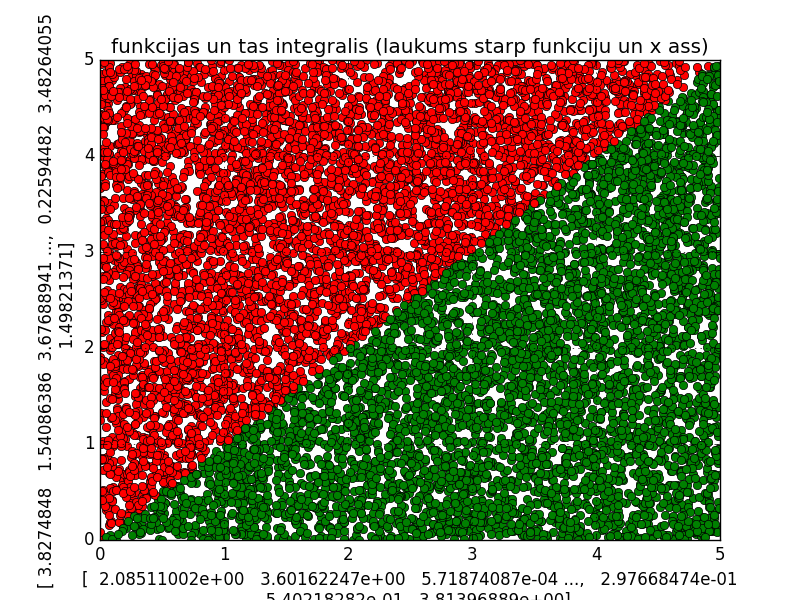 funkcijas un tas integralis (laukums starp funkciju un x ass)
[ 3.8274848 1.54086386 3.67688941 ..., 0.22594482 3.48264055
1.49821371]
5
4
3
2
1
0
0 1 2 3 4 5
[ 2.08511002e+00 3.60162247e+00 5.71874087e-04 ..., 2.97668474e-01
5.40218282e-01 3.81396889e+00]